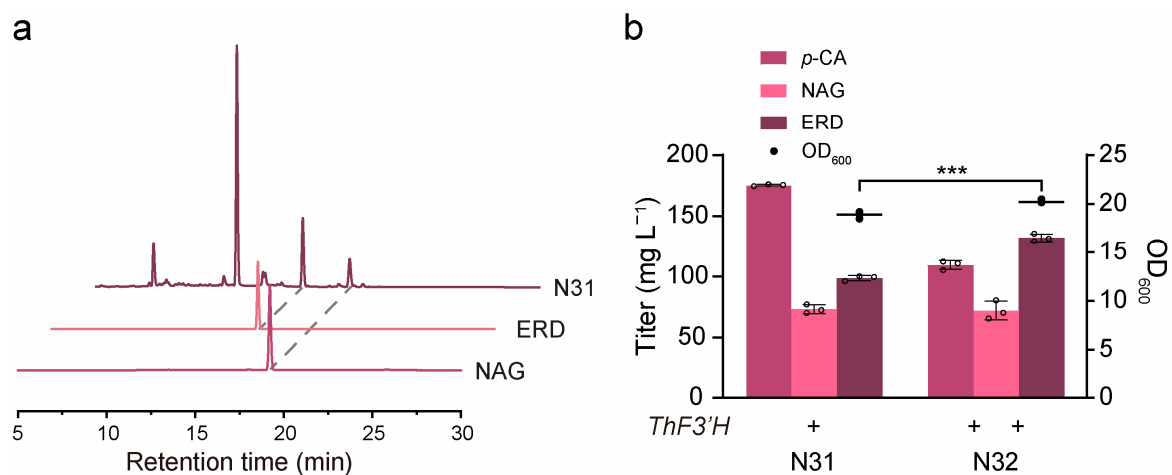 a
N31
ERD
NAG
5 10 15 20 25 30
Retention time (min)
b
p-CA
NAG
ERD
OD₆₀₀
200
150
100
50
0
Titer (mg L⁻¹)
***
25
20
15
10
5
0
OD₆₀₀
ThF3'H + + +
N31 N32